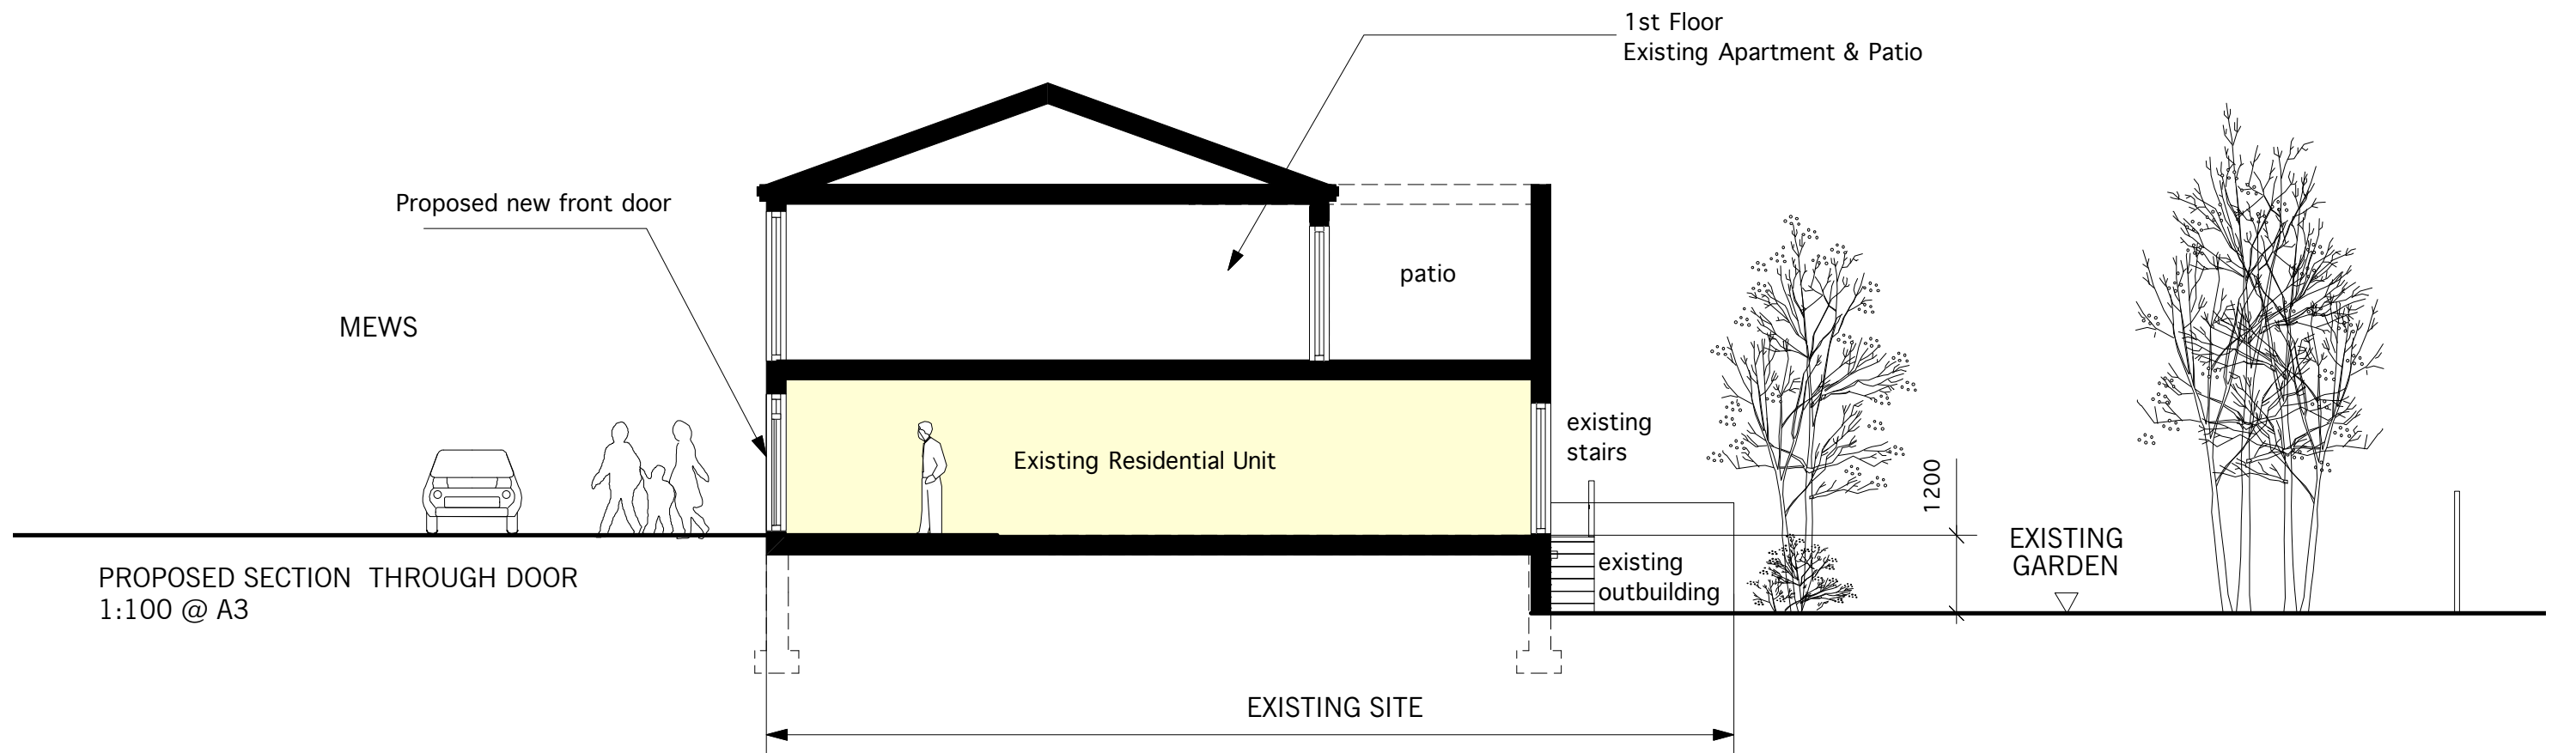 1st Floor
Existing Apartment & Patio
Proposed new front door
patio
MEWS
existing
stairs
Existing Residential Unit
1200
EXISTING
GARDEN
existing
outbuilding
PROPOSED SECTION THROUGH DOOR
1:100 @ A3
EXISTING SITE